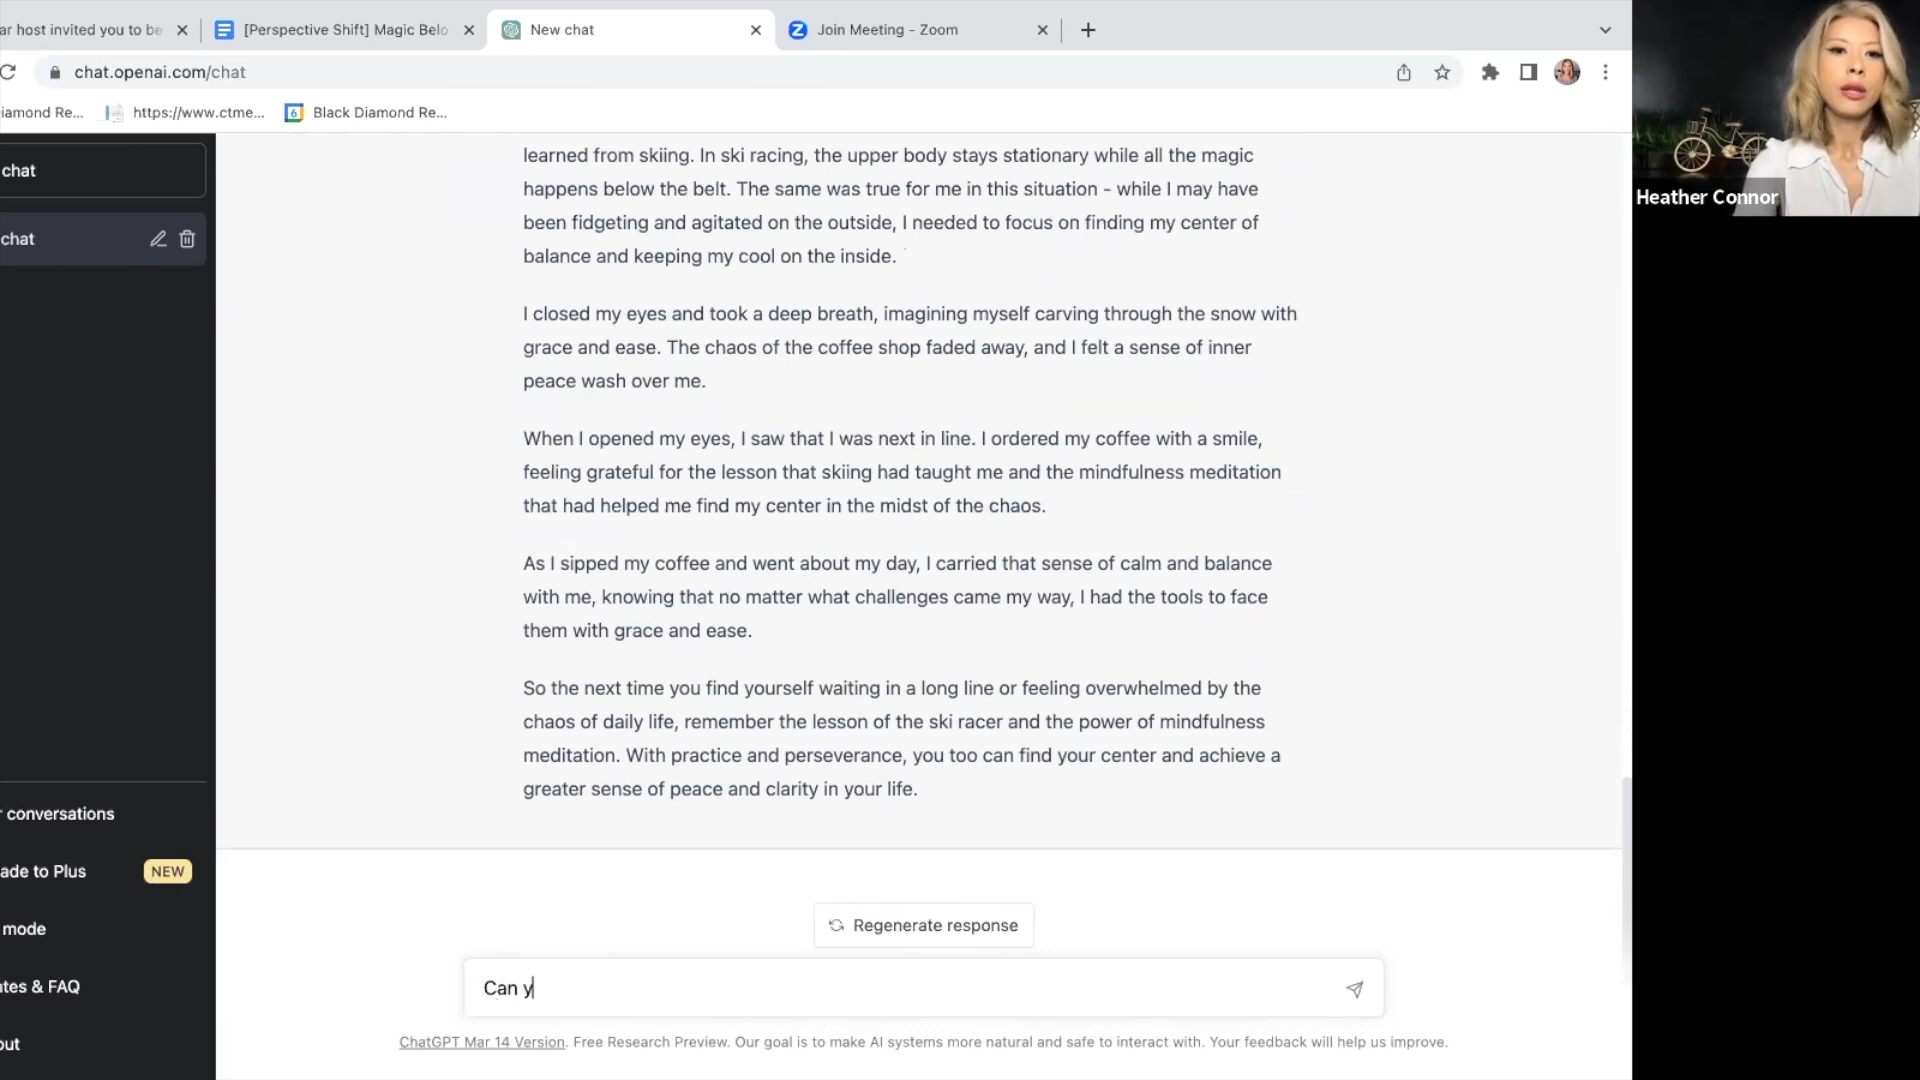 ar host invited you to be
[Perspective Shift] Magic Belo
New chat
Join Meeting - Zoom
chat.openai.com/chat
iamond Re...
https://www.ctme...
6
Black Diamond Re...
Heather Connor
chat
chat
learned from skiing. In ski racing, the upper body stays stationary while all the magic
happens below the belt. The same was true for me in this situation - while I may have
been fidgeting and agitated on the outside, I needed to focus on finding my center of
balance and keeping my cool on the inside.
I closed my eyes and took a deep breath, imagining myself carving through the snow with
grace and ease. The chaos of the coffee shop faded away, and I felt a sense of inner
peace wash over me.
When I opened my eyes, I saw that I was next in line. I ordered my coffee with a smile,
feeling grateful for the lesson that skiing had taught me and the mindfulness meditation
that had helped me find my center in the midst of the chaos.
As I sipped my coffee and went about my day, I carried that sense of calm and balance
with me, knowing that no matter what challenges came my way, I had the tools to face
them with grace and ease.
So the next time you find yourself waiting in a long line or feeling overwhelmed by the
chaos of daily life, remember the lesson of the ski racer and the power of mindfulness
meditation. With practice and perseverance, you too can find your center and achieve a
greater sense of peace and clarity in your life.
r conversations
ade to Plus
NEW
mode
ates & FAQ
out
Regenerate response
Can y
ChatGPT Mar 14 Version. Free Research Preview. Our goal is to make AI systems more natural and safe to interact with. Your feedback will help us improve.